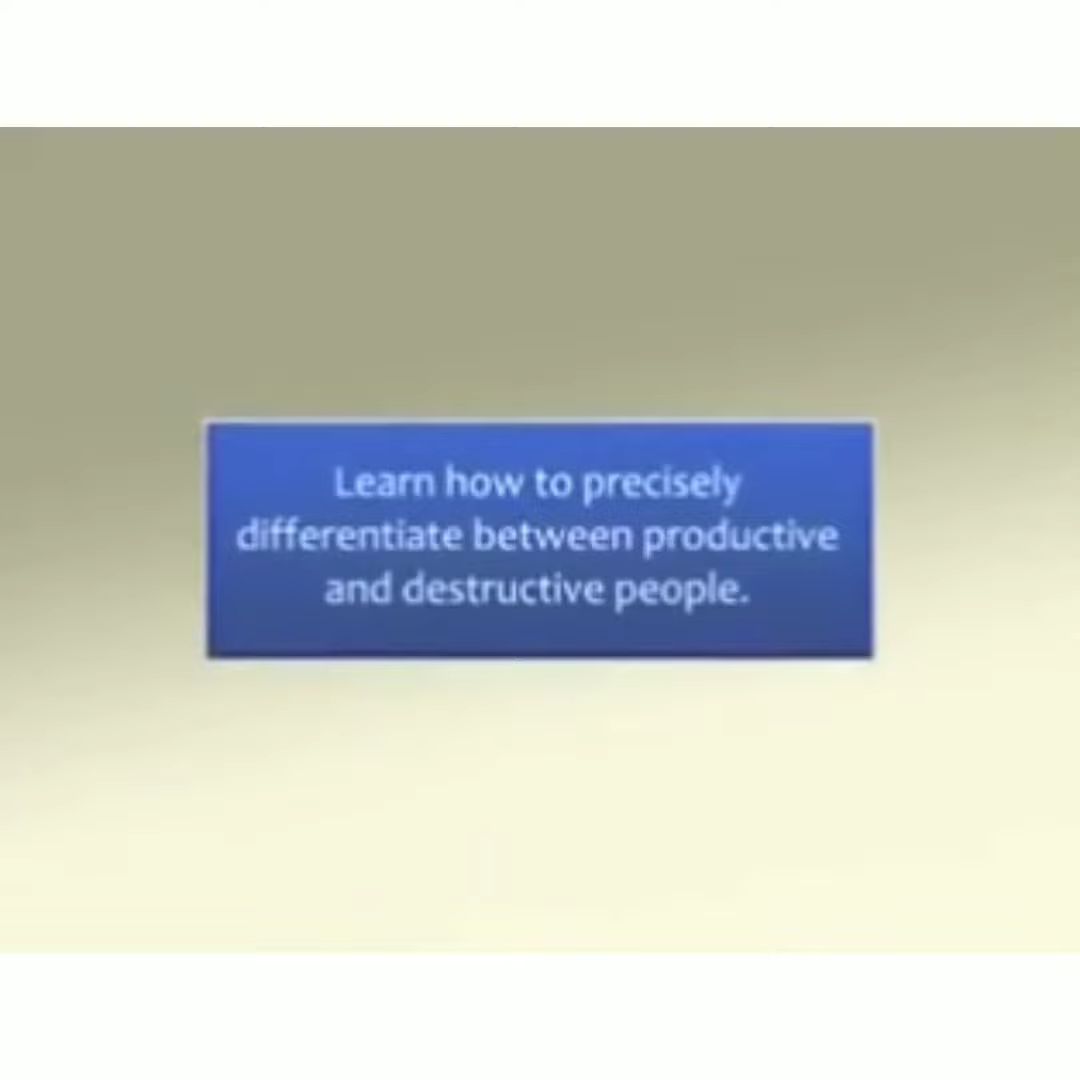 Learn how to precisely
differentiate between productive
and destructive people.